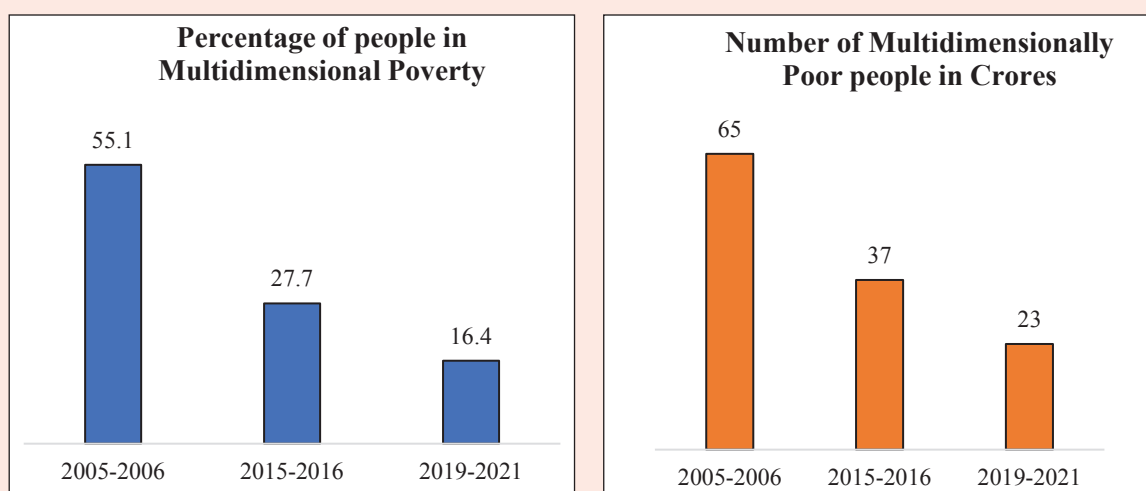 Percentage of people in
Multidimensional Poverty
55.1
27.7
16.4
2005-2006 2015-2016 2019-2021
Number of Multidimensionally
Poor people in Crores
65
37
23
2005-2006 2015-2016 2019-2021